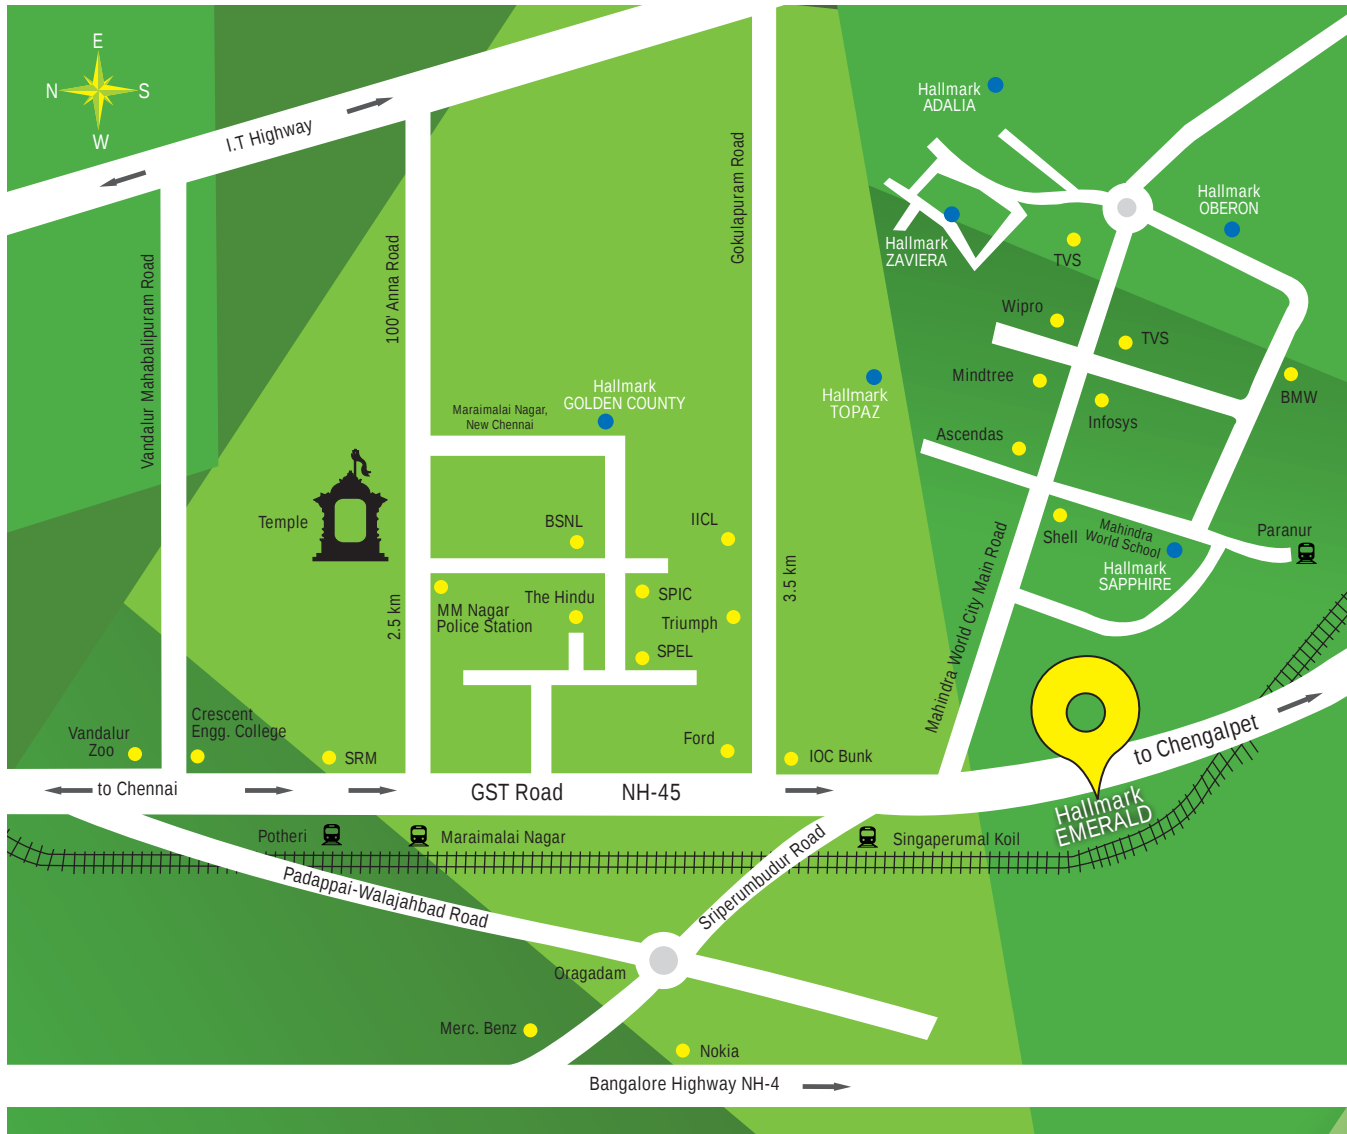 E
N
S
W
I.T Highway
Hallmark
ADALIA
Hallmark
OBERON
Gokulapuram Road
Hallmark
ZAVIERA
TVS
100' Anna Road
Vandalur Mahabalipuram Road
Wipro
TVS
Mindtree
BMW
Hallmark
GOLDEN COUNTY
Hallmark
TOPAZ
Maraimalai Nagar,
New Chennai
Infosys
Ascendas
Temple
BSNL
IICL
Shell
Mahindra
World School
Paranur
Hallmark
SAPPHIRE
3.5 km
2.5 km
MM Nagar
Police Station
The Hindu
SPIC
Triumph
SPEL
Mahindra World City Main Road
Vandalur
Zoo
Crescent
Engg. College
SRM
Ford
IOC Bunk
to Chengalpet
to Chennai
GST Road
NH-45
Hallmark
EMERALD
Potheri
Maraimalai Nagar
Singaperumal Koil
Sriperumbudur Road
Padappai-Walajahbad Road
Oragadam
Merc. Benz
Nokia
Bangalore Highway NH-4